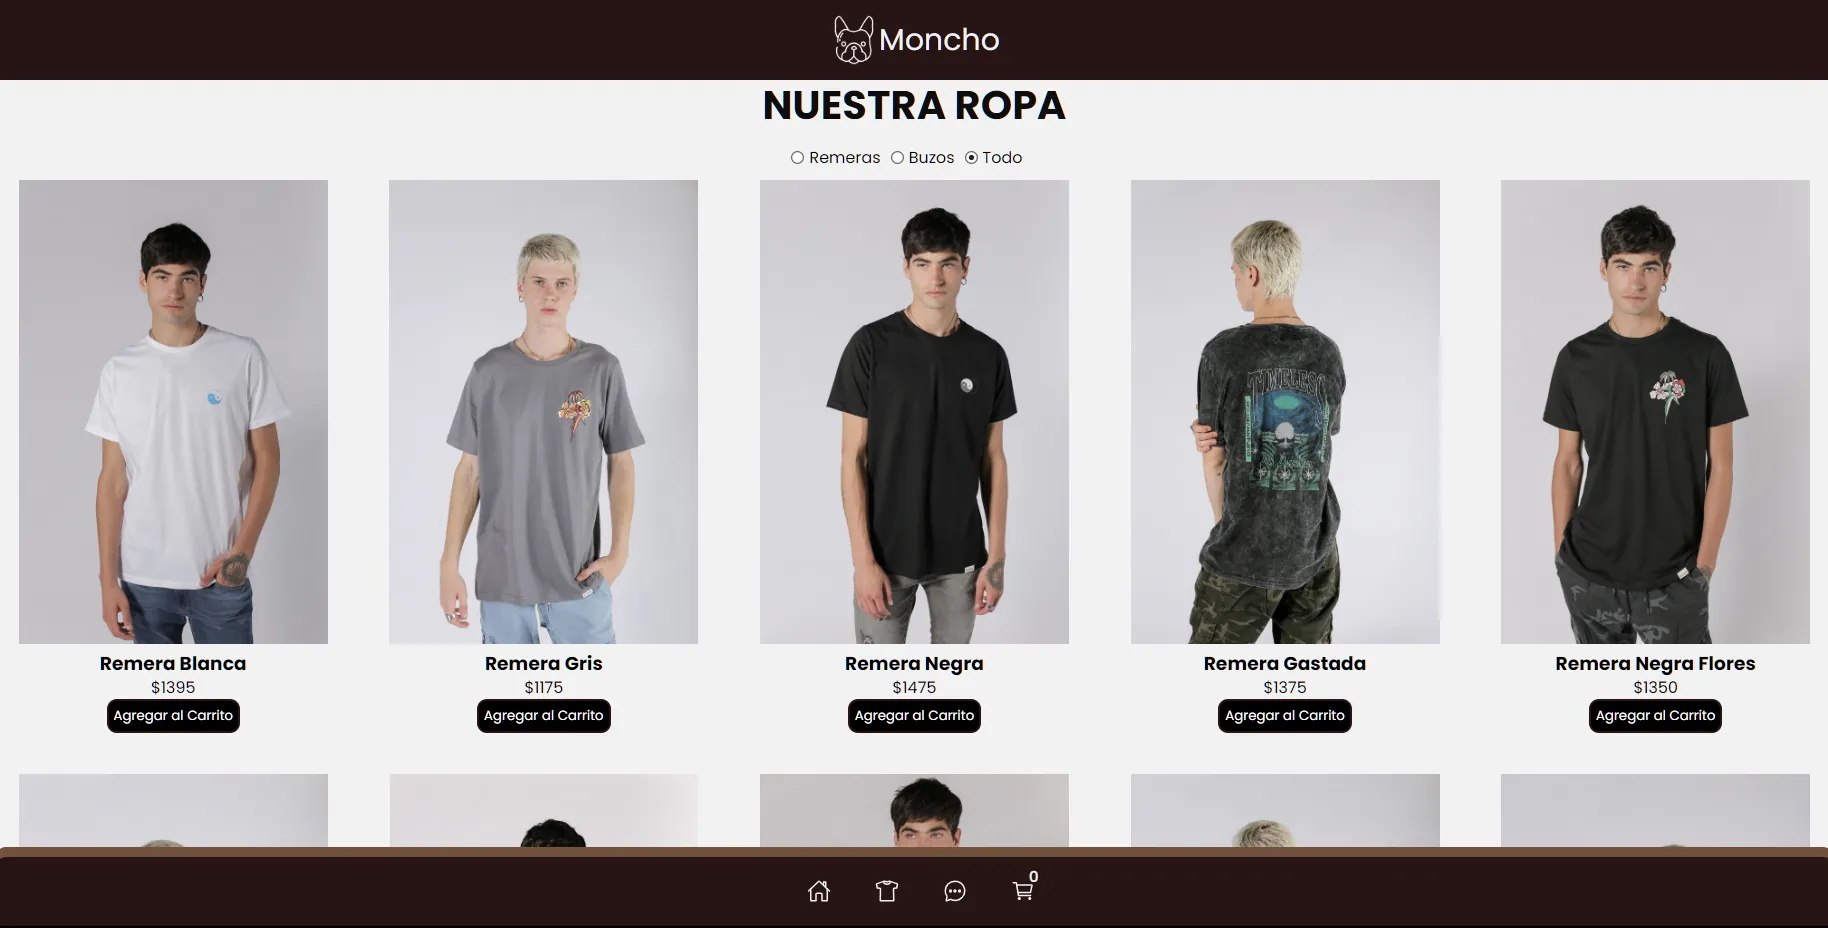 Moncho
NUESTRA ROPA
Remeras Buzos Todo
TIMELESS
Remera Blanca
$1395
Agregar al Carrito
Remera Gris
$1175
Agregar al Carrito
Remera Negra
$1475
Agregar al Carrito
Remera Gastada
$1375
Agregar al Carrito
Remera Negra Flores
$1350
Agregar al Carrito
0